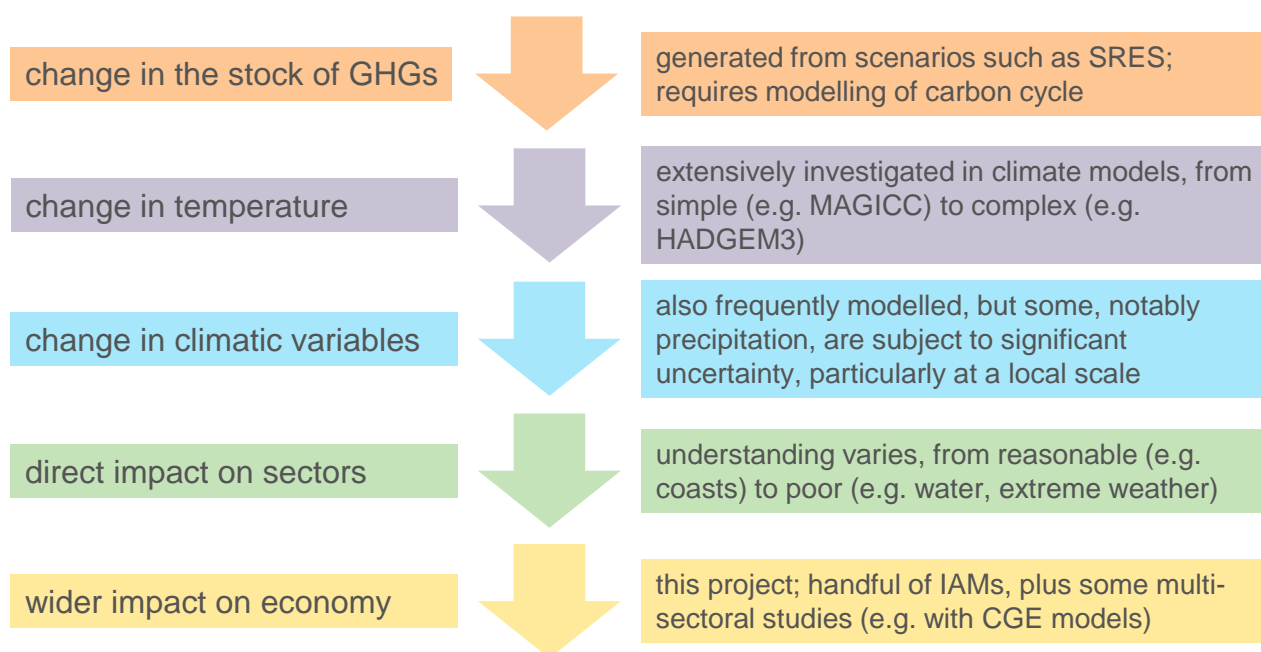 change in the stock of GHGs
generated from scenarios such as SRES;
requires modelling of carbon cycle
change in temperature
extensively investigated in climate models, from
simple (e.g. MAGICC) to complex (e.g.
HADGEM3)
change in climatic variables
also frequently modelled, but some, notably
precipitation, are subject to significant
uncertainty, particularly at a local scale
direct impact on sectors
understanding varies, from reasonable (e.g.
coasts) to poor (e.g. water, extreme weather)
wider impact on economy
this project; handful of IAMs, plus some multi-
sectoral studies (e.g. with CGE models)